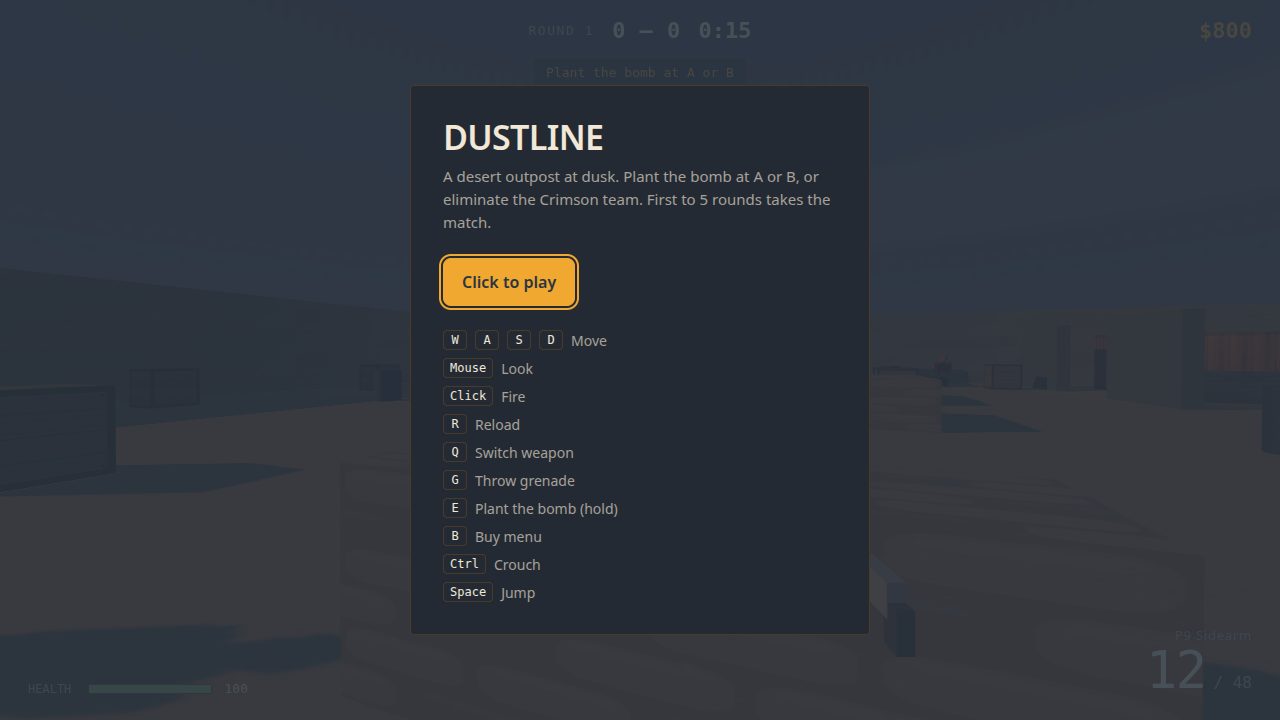 ROUND 1 0 — 0 0:15
$800
Plant the bomb at A or B
DUSTLINE
A desert outpost at dusk. Plant the bomb at A or B, or
eliminate the Crimson team. First to 5 rounds takes the
match.
Click to play
W A S D Move
Mouse Look
Click Fire
R Reload
Q Switch weapon
G Throw grenade
E Plant the bomb (hold)
B Buy menu
Ctrl Crouch
Space Jump
P9 Sidearm
12 / 48
HEALTH 100